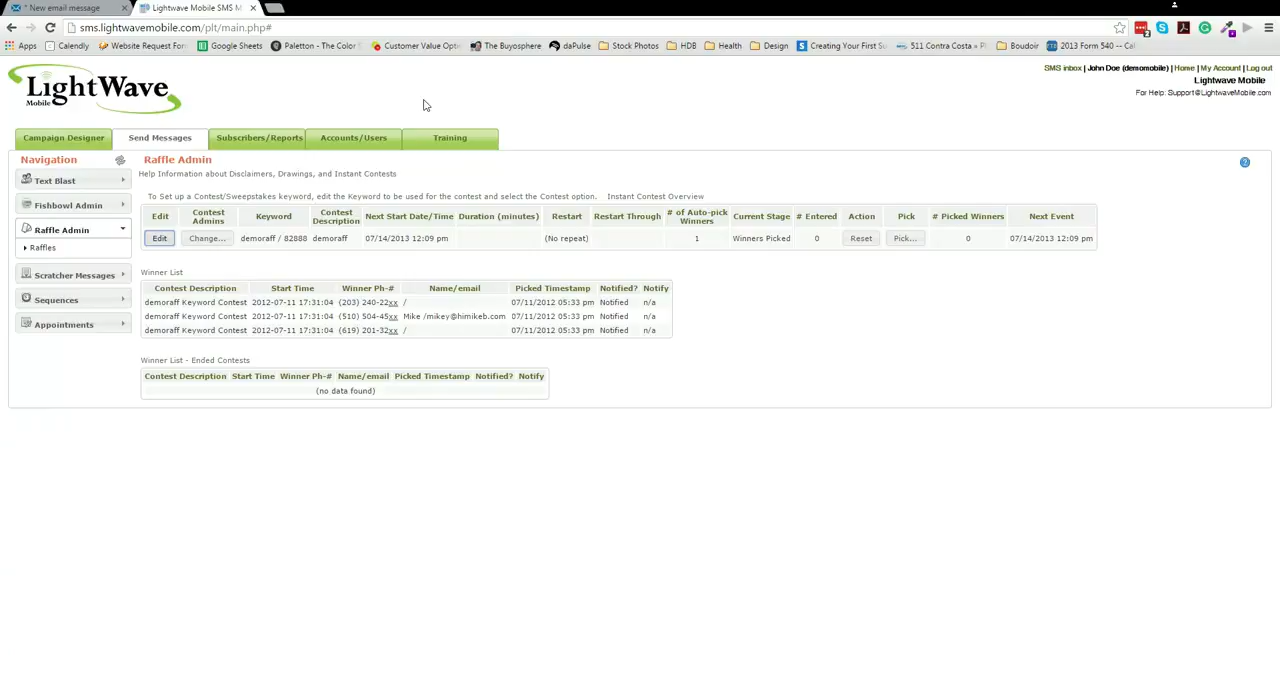 * New email message
Lightwave Mobile SMS M
sms.lightwavemobile.com/plt/main.php#
Apps Calendly Website Request Form Google Sheets Paletton - The Color Customer Value Opti The Buyosphere daPulse Stock Photos HDB Health Design Creating Your First Su 511 Contra Costa » Boudoir 2013 Form 540 -- Cal
SMS inbox | John Doe (demomobile) | Home | My Account | Log out
Lightwave Mobile
For Help: Support@LightwaveMobile.com
LightWave
Mobile
Campaign Designer Send Messages Subscribers/Reports Accounts/Users Training
Navigation
Text Blast
Fishbowl Admin
Raffle Admin
Raffles
Scratcher Messages
Sequences
Appointments
Raffle Admin
Help Information about Disclaimers, Drawings, and Instant Contests
To Set up a Contest/Sweepstakes keyword, edit the Keyword to be used for the contest and select the Contest option. Instant Contest Overview
Edit Contest Admins Keyword Contest Description Next Start Date/Time Duration (minutes) Restart Restart Through # of Auto-pick Winners Current Stage # Entered Action Pick # Picked Winners Next Event
Edit Change... demoraff / 82888 demoraff 07/14/2013 12:09 pm (No repeat) 1 Winners Picked 0 Reset Pick... 0 07/14/2013 12:09 pm
Winner List
Contest Description Start Time Winner Ph-# Name/email Picked Timestamp Notified? Notify
demoraff Keyword Contest 2012-07-11 17:31:04 (203) 240-22xx / 07/11/2012 05:33 pm Notified n/a
demoraff Keyword Contest 2012-07-11 17:31:04 (510) 504-45xx Mike /mikey@himikeb.com 07/11/2012 05:33 pm Notified n/a
demoraff Keyword Contest 2012-07-11 17:31:04 (619) 201-32xx / 07/11/2012 05:33 pm Notified n/a
Winner List - Ended Contests
Contest Description Start Time Winner Ph-# Name/email Picked Timestamp Notified? Notify
(no data found)